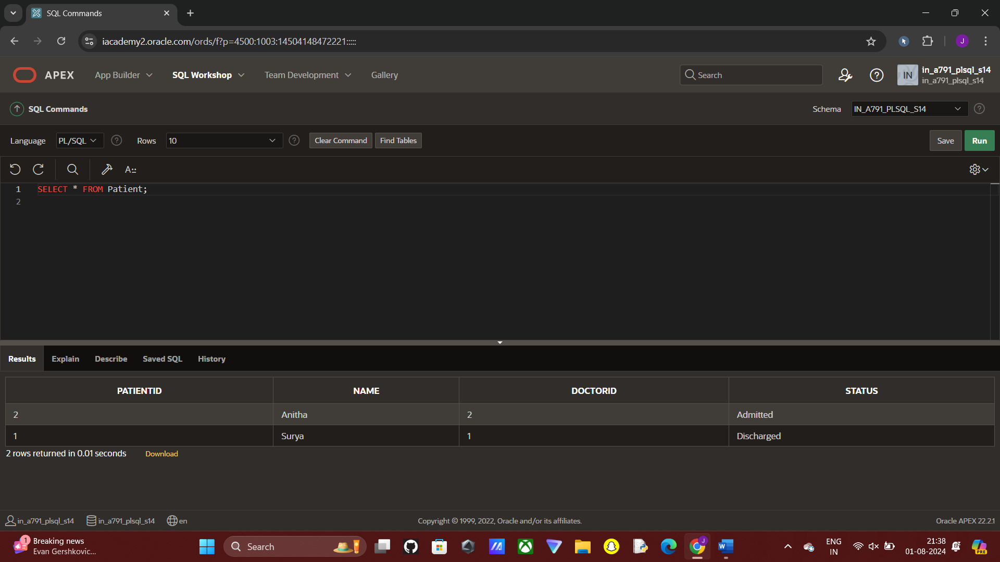 SQL Commands
iacademy2.oracle.com/ords/f?p=4500:1003:14504148472221:::::
J
APEX App Builder SQL Workshop Team Development Gallery Search IN in_a791_plsql_s14
in_a791_plsql_s14
SQL Commands Schema IN_A791_PLSQL_S14
Language PL/SQL Rows 10 Clear Command Find Tables Save Run
A::
1 SELECT * FROM Patient;
2
Results Explain Describe Saved SQL History
PATIENTID NAME DOCTORID STATUS
2 Anitha 2 Admitted
1 Surya 1 Discharged
2 rows returned in 0.01 seconds Download
in_a791_plsql_s14 in_a791_plsql_s14 en Copyright © 1999, 2022, Oracle and/or its affiliates. Oracle APEX 22.2.1
1 Breaking news
Evan Gershkovic...
Search
J
W
ENG
IN
21:38
01-08-2024
PRE